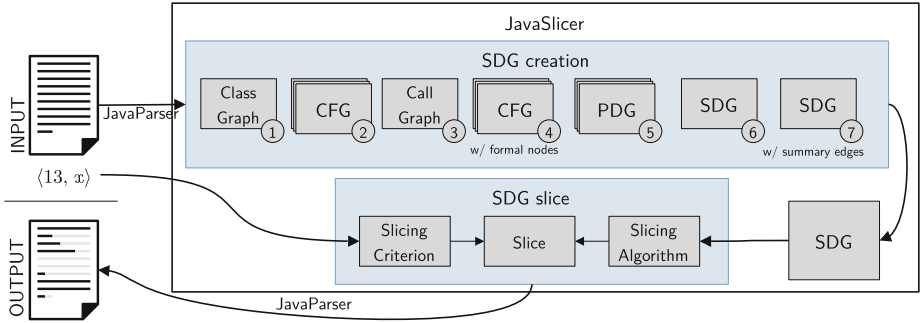 JavaSlicer
SDG creation
INPUT
JavaParser
Class
Graph
1
CFG
2
Call
Graph
3
CFG
4
w/ formal nodes
PDG
5
SDG
6
SDG
7
w/ summary edges
⟨13, x⟩
SDG slice
Slicing
Criterion
Slice
Slicing
Algorithm
SDG
OUTPUT
JavaParser